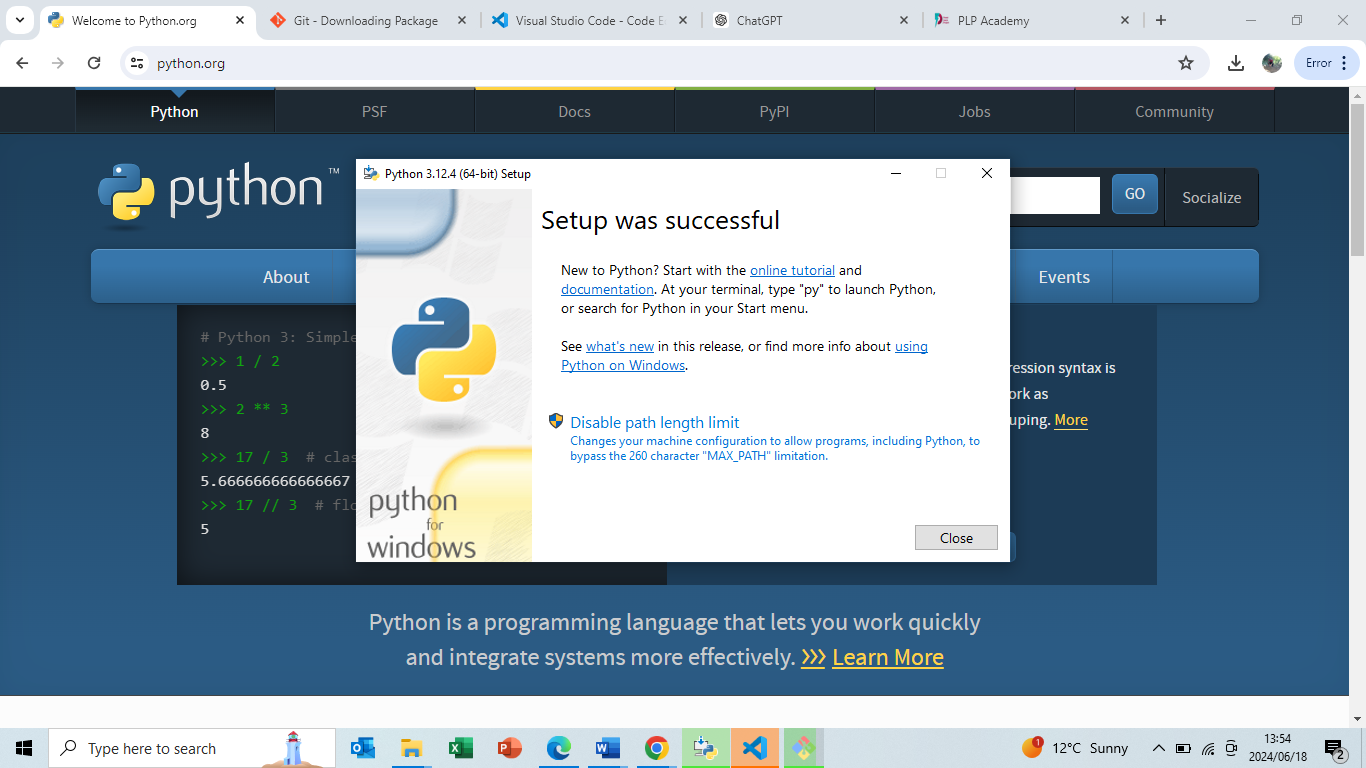 Welcome to Python.org
Git - Downloading Package
Visual Studio Code - Code E
ChatGPT
PLP Academy
python.org
Error
Python
PSF
Docs
PyPI
Jobs
Community
python™
GO
Socialize
About
Events
# Python 3: Simple
>>> 1 / 2
0.5
>>> 2 ** 3
8
>>> 17 / 3 # clas
5.666666666666667
>>> 17 // 3 # flo
5
ression syntax is
ork as
uping. More
Python 3.12.4 (64-bit) Setup
Setup was successful
New to Python? Start with the online tutorial and
documentation. At your terminal, type "py" to launch Python,
or search for Python in your Start menu.
See what's new in this release, or find more info about using
Python on Windows.
Disable path length limit
Changes your machine configuration to allow programs, including Python, to
bypass the 260 character "MAX_PATH" limitation.
python
for
windows
Close
Python is a programming language that lets you work quickly
and integrate systems more effectively. >>> Learn More
Type here to search
1
12°C Sunny
13:54
2024/06/18
2